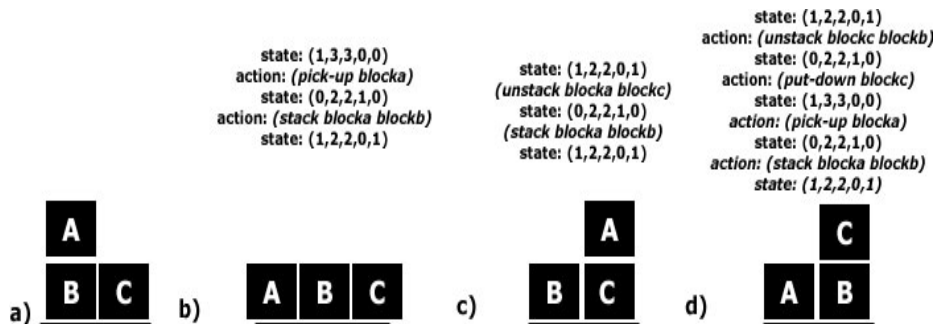 state: (1,3,3,0,0)
action: (pick-up blocka)
state: (0,2,2,1,0)
action: (stack blocka blockb)
state: (1,2,2,0,1)
state: (1,2,2,0,1)
(unstack blocka blockc)
state: (0,2,2,1,0)
(stack blocka blockb)
state: (1,2,2,0,1)
state: (1,2,2,0,1)
action: (unstack blockc blockb)
state: (0,2,2,1,0)
action: (put-down blockc)
state: (1,3,3,0,0)
action: (pick-up blocka)
state: (0,2,2,1,0)
action: (stack blocka blockb)
state: (1,2,2,0,1)
A
B C
a)
A B C
b)
A
B C
c)
C
A B
d)